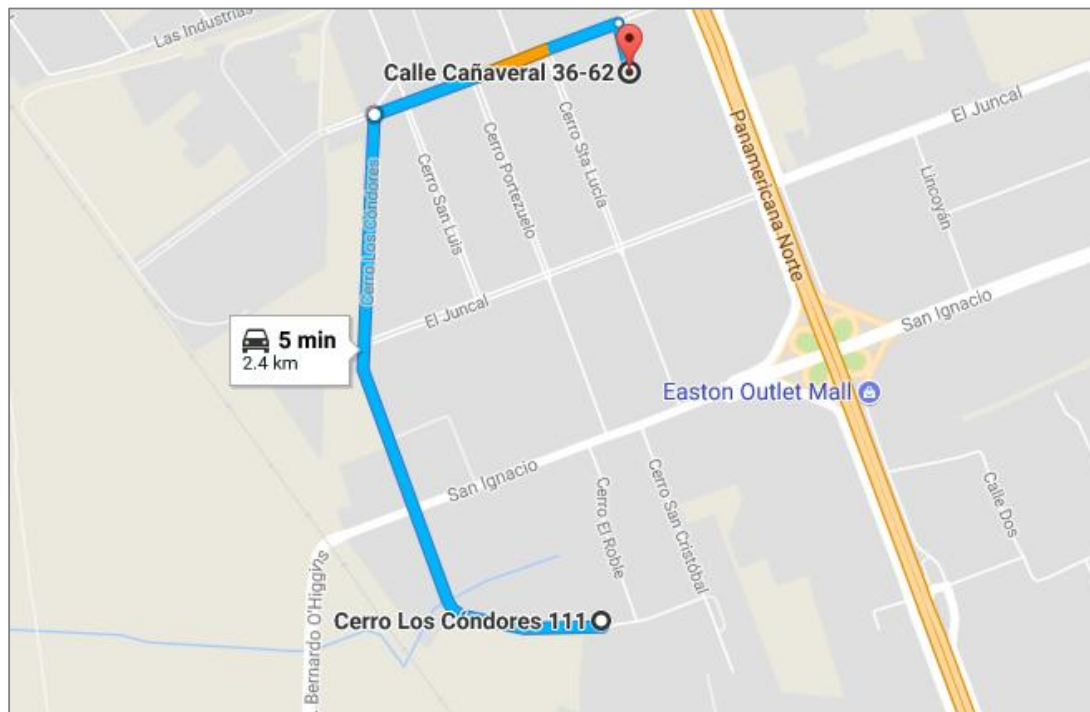 Las Industrias
Calle Cañaveral 36-62
Panamericana Norte
El Juncal
Cerro Sta Lucía
Cerro Portezuelo
Cerro San Luis
Lincoyán
Cerro Los Cóndores
El Juncal
San Ignacio
5 min
2.4 km
Easton Outlet Mall
San Ignacio
Cerro El Roble
Cerro San Cristóbal
Calle Dos
. Bernardo O'Higgins
Cerro Los Cóndores 111